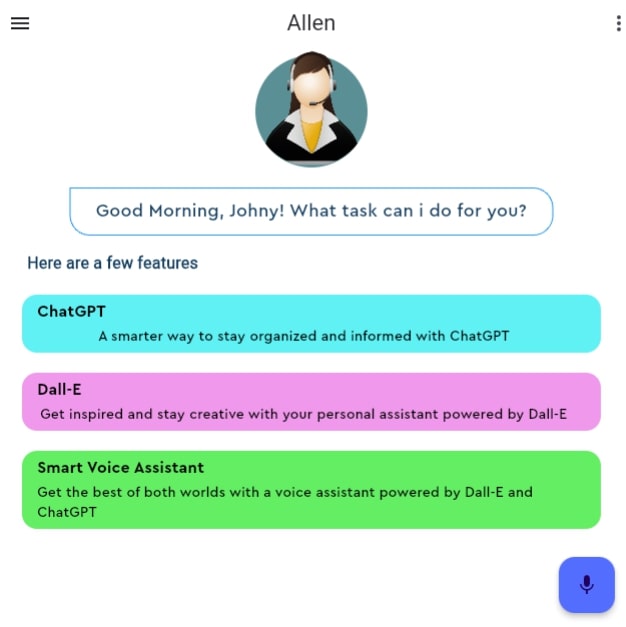 Allen
Good Morning, Johny! What task can i do for you?
Here are a few features
ChatGPT
A smarter way to stay organized and informed with ChatGPT
Dall-E
Get inspired and stay creative with your personal assistant powered by Dall-E
Smart Voice Assistant
Get the best of both worlds with a voice assistant powered by Dall-E and
ChatGPT